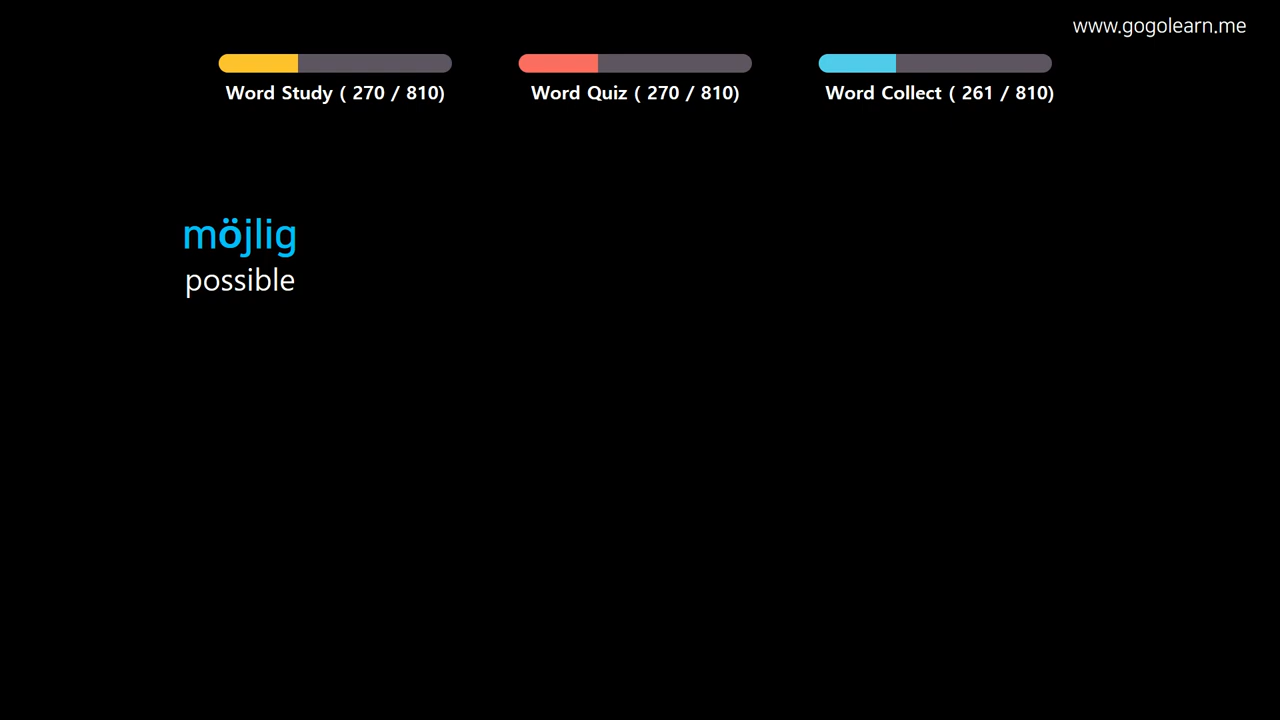 www.gogolearn.me
Word Study ( 270 / 810)
Word Quiz ( 270 / 810)
Word Collect ( 261 / 810)
möjlig
possible